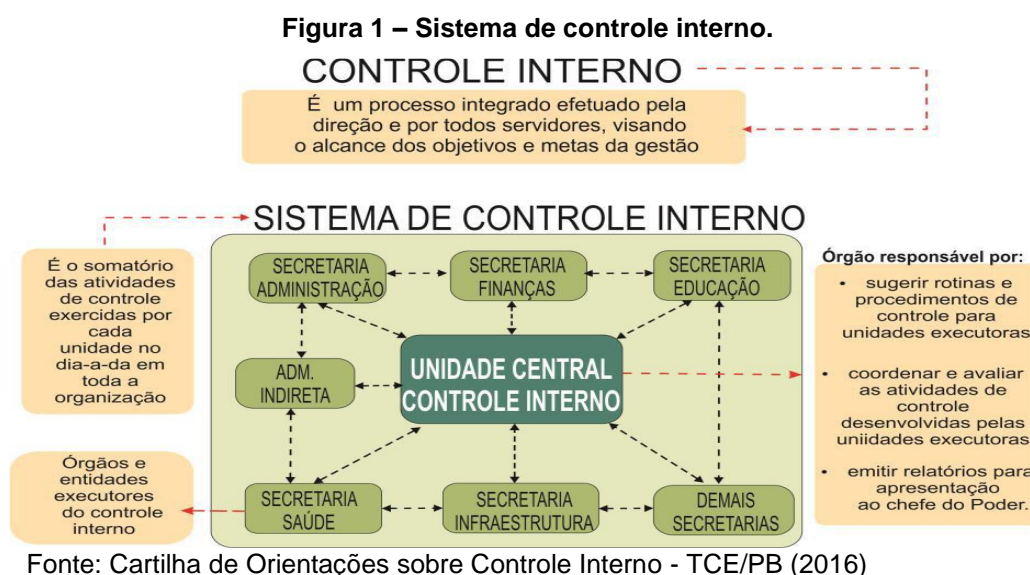 Figura 1 – Sistema de controle interno.
CONTROLE INTERNO
É um processo integrado efetuado pela
direção e por todos servidores, visando
o alcance dos objetivos e metas da gestão
SISTEMA DE CONTROLE INTERNO
É o somatório
das atividades
de controle
exercidas por
cada
unidade no
dia-a-da em
toda a
organização
Órgãos e
entidades
executores
do controle
interno
SECRETARIA
ADMINISTRAÇÃO
SECRETARIA
FINANÇAS
SECRETARIA
EDUCAÇÃO
ADM.
INDIRETA
UNIDADE CENTRAL
CONTROLE INTERNO
SECRETARIA
SAÚDE
SECRETARIA
INFRAESTRUTURA
DEMAIS
SECRETARIAS
Órgão responsável por:
• sugerir rotinas e
procedimentos de
controle para
unidades executoras
• coordenar e avaliar
as atividades de
controle
desenvolvidas pelas
uniidades executoras
• emitir relatórios para
apresentação
ao chefe do Poder.
Fonte: Cartilha de Orientações sobre Controle Interno - TCE/PB (2016)